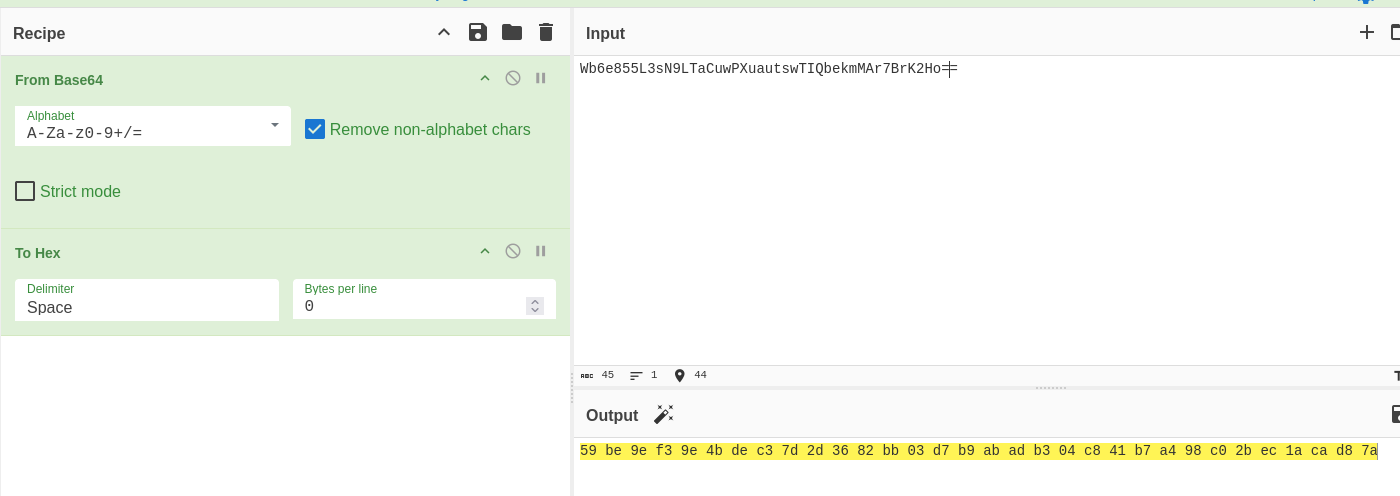 Recipe
From Base64
Alphabet
A-Za-z0-9+/=
Remove non-alphabet chars
Strict mode
To Hex
Delimiter
Space
Bytes per line
0
Input
Wb6e855L3sN9LTaCuwPXuautswTIQbekmMAr7BrK2Ho==
ABC 45 1 44
Output
59 be 9e f3 9e 4b de c3 7d 2d 36 82 bb 03 d7 b9 ab ad b3 04 c8 41 b7 a4 98 c0 2b ec 1a ca d8 7a